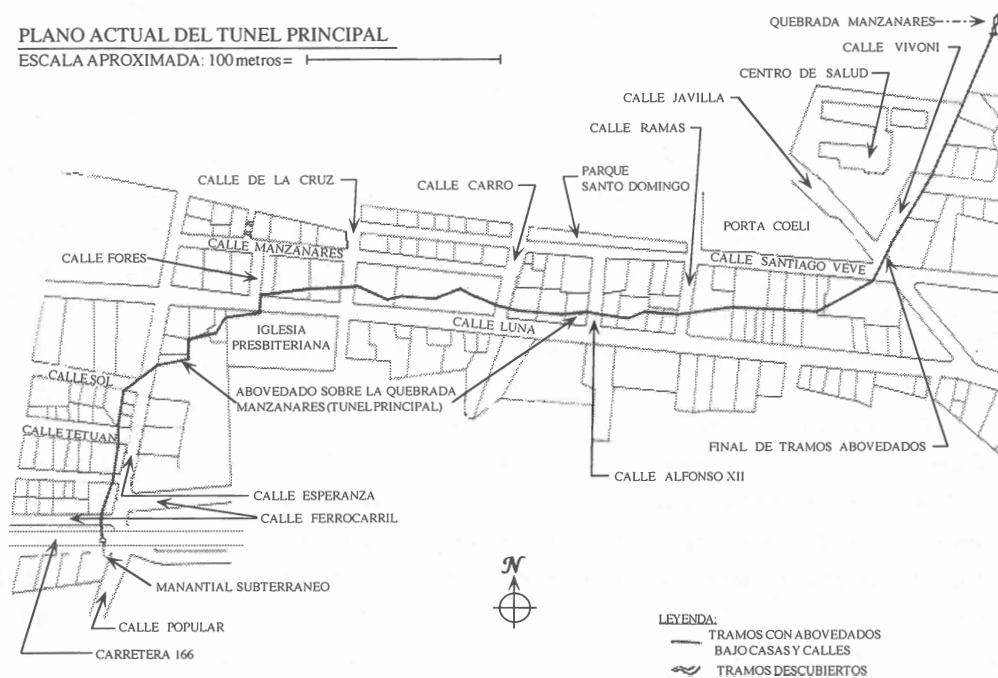 PLANO ACTUAL DEL TUNEL PRINCIPAL
ESCALA APROXIMADA: 100 metros=
QUEBRADA MANZANARES
CALLE VIVONI
CENTRO DE SALUD
CALLE JAVILLA
CALLE RAMAS
PARQUE
SANTO DOMINGO
CALLE DE LA CRUZ
CALLE CARRO
PORTA COELI
CALLE MANZANARES
CALLE FORES
CALLE SANTIAGO VEVE
CALLE LUNA
IGLESIA
PRESBITERIANA
CALLE SOL
ABOVEDADO SOBRE LA QUEBRADA
MANZANARES (TUNEL PRINCIPAL)
CALLE TETUAN
FINAL DE TRAMOS ABOVEDADOS
CALLE ALFONSO XII
CALLE ESPERANZA
CALLE FERROCARRIL
N
MANANTIAL SUBTERRANEO
CALLE POPULAR
CARRETERA 166
LEYENDA:
TRAMOS CON ABOVEDADOS
BAJO CASAS Y CALLES
TRAMOS DESCUBIERTOS